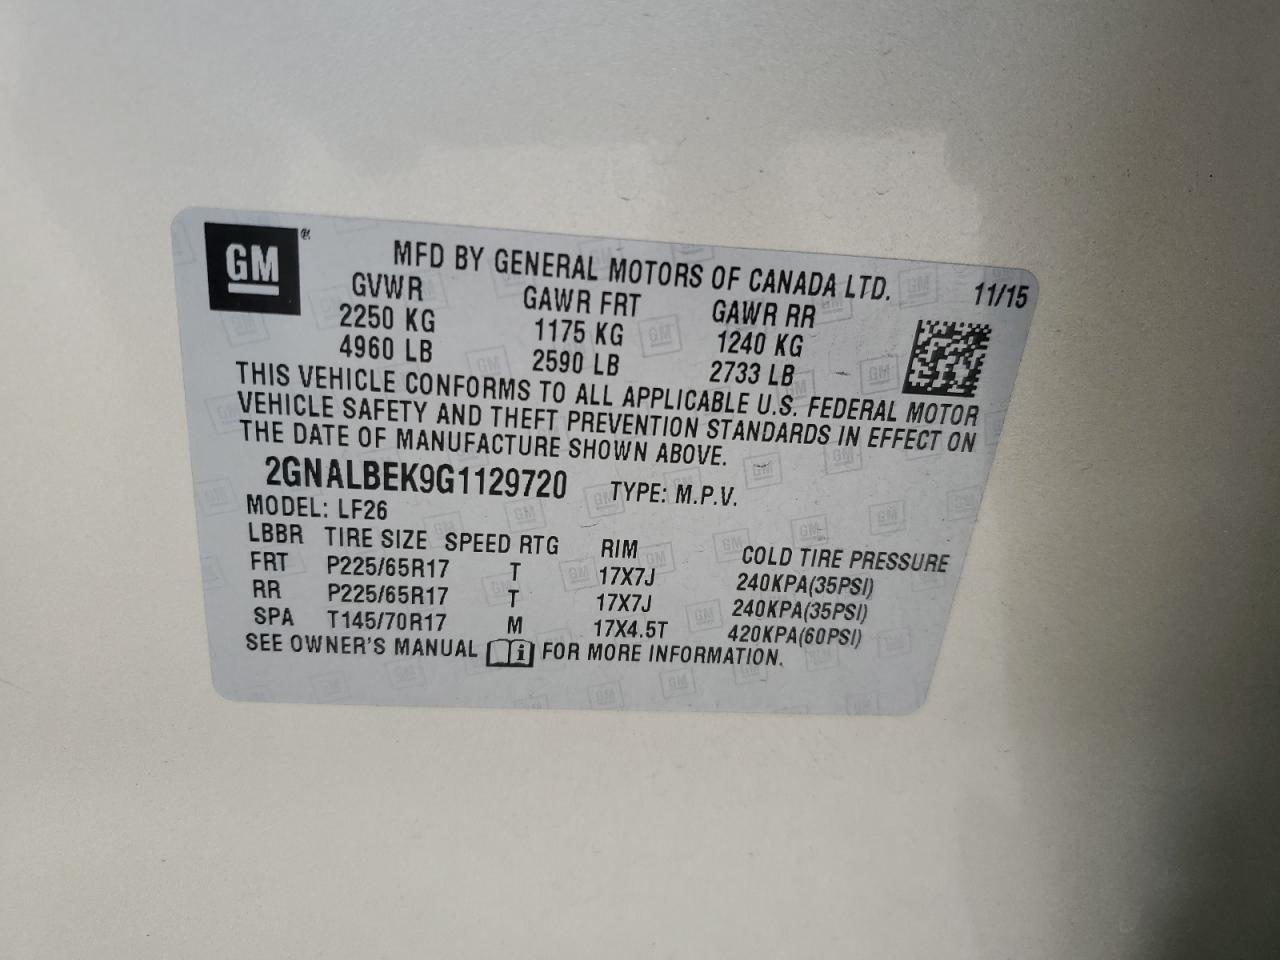 GM ®
MFD BY GENERAL MOTORS OF CANADA LTD.
11/15
GVWR GAWR FRT GAWR RR
2250 KG 1175 KG 1240 KG
4960 LB 2590 LB 2733 LB
THIS VEHICLE CONFORMS TO ALL APPLICABLE U.S. FEDERAL MOTOR
VEHICLE SAFETY AND THEFT PREVENTION STANDARDS IN EFFECT ON
THE DATE OF MANUFACTURE SHOWN ABOVE.
2GNALBEK9G1129720 TYPE: M.P.V.
MODEL: LF26
LBBR TIRE SIZE SPEED RTG RIM COLD TIRE PRESSURE
FRT P225/65R17 T 17X7J 240KPA(35PSI)
RR P225/65R17 T 17X7J 240KPA(35PSI)
SPA T145/70R17 M 17X4.5T 420KPA(60PSI)
SEE OWNER'S MANUAL i FOR MORE INFORMATION.